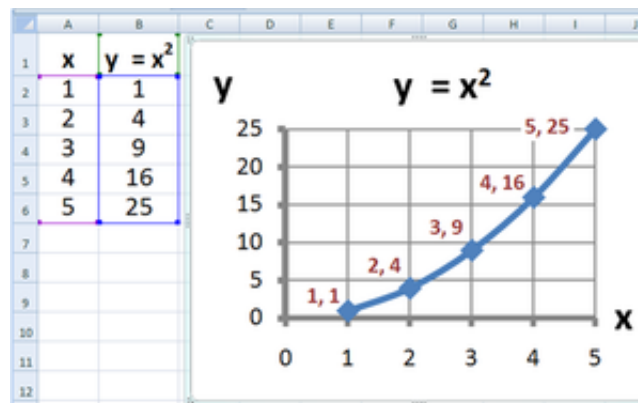 A B C D E F G H I J
1 x y = x²
2 1 1
3 2 4
4 3 9
5 4 16
6 5 25
7
8
9
10
11
12
y y = x²
25
20
15
10
5
0
5, 25
4, 16
3, 9
2, 4
1, 1
x
0 1 2 3 4 5